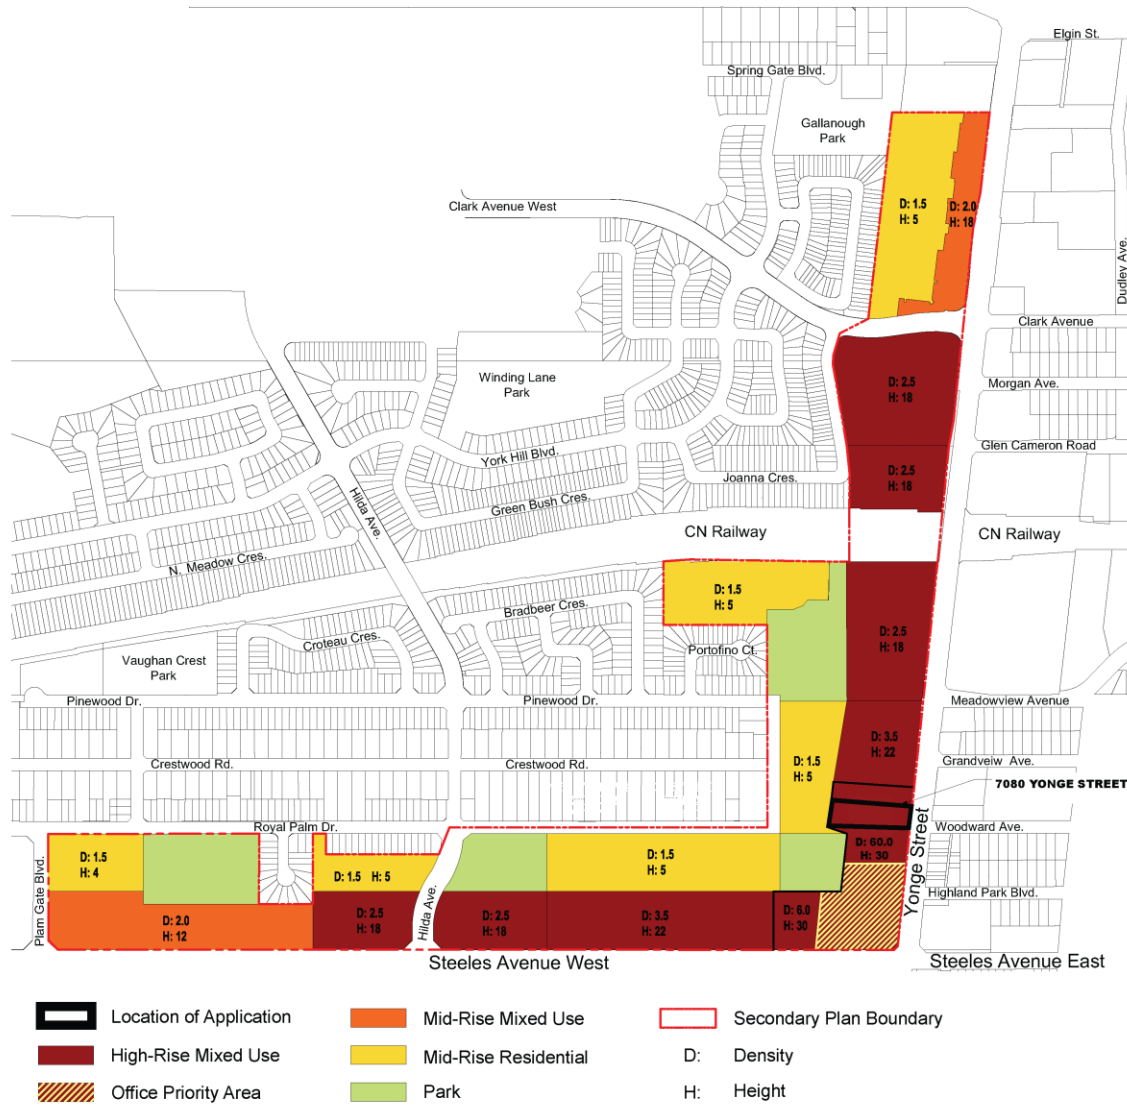 Elgin St.
Spring Gate Blvd.
Gallanough
Park
Clark Avenue West
D: 1.5
H: 5
D: 2.0
H: 18
Dudley Ave.
Clark Avenue
Winding Lane
Park
D: 2.5
H: 18
Morgan Ave.
Glen Cameron Road
York Hill Blvd.
Joanna Cres.
D: 2.5
H: 18
Hilda Ave.
Green Bush Cres.
CN Railway
CN Railway
N. Meadow Cres.
D: 1.5
H: 5
Bradbeer Cres.
Croteau Cres.
Portofino Ct.
D: 2.5
H: 18
Vaughan Crest
Park
Pinewood Dr.
Pinewood Dr.
Meadowview Avenue
D: 3.5
H: 22
Crestwood Rd.
Crestwood Rd.
D: 1.5
H: 5
Grandveiw Ave.
7080 YONGE STREET
Royal Palm Dr.
Yonge Street
Woodward Ave.
D: 60.0
H: 30
Plam Gate Blvd.
D: 1.5
H: 4
D: 1.5 H: 5
D: 1.5
H: 5
Highland Park Blvd.
Hilda Ave.
D: 2.0
H: 12
D: 2.5
H: 18
D: 2.5
H: 18
D: 3.5
H: 22
D: 6.0
H: 30
Steeles Avenue West
Steeles Avenue East
Location of Application
Mid-Rise Mixed Use
Secondary Plan Boundary
High-Rise Mixed Use
Mid-Rise Residential
D: Density
Office Priority Area
Park
H: Height